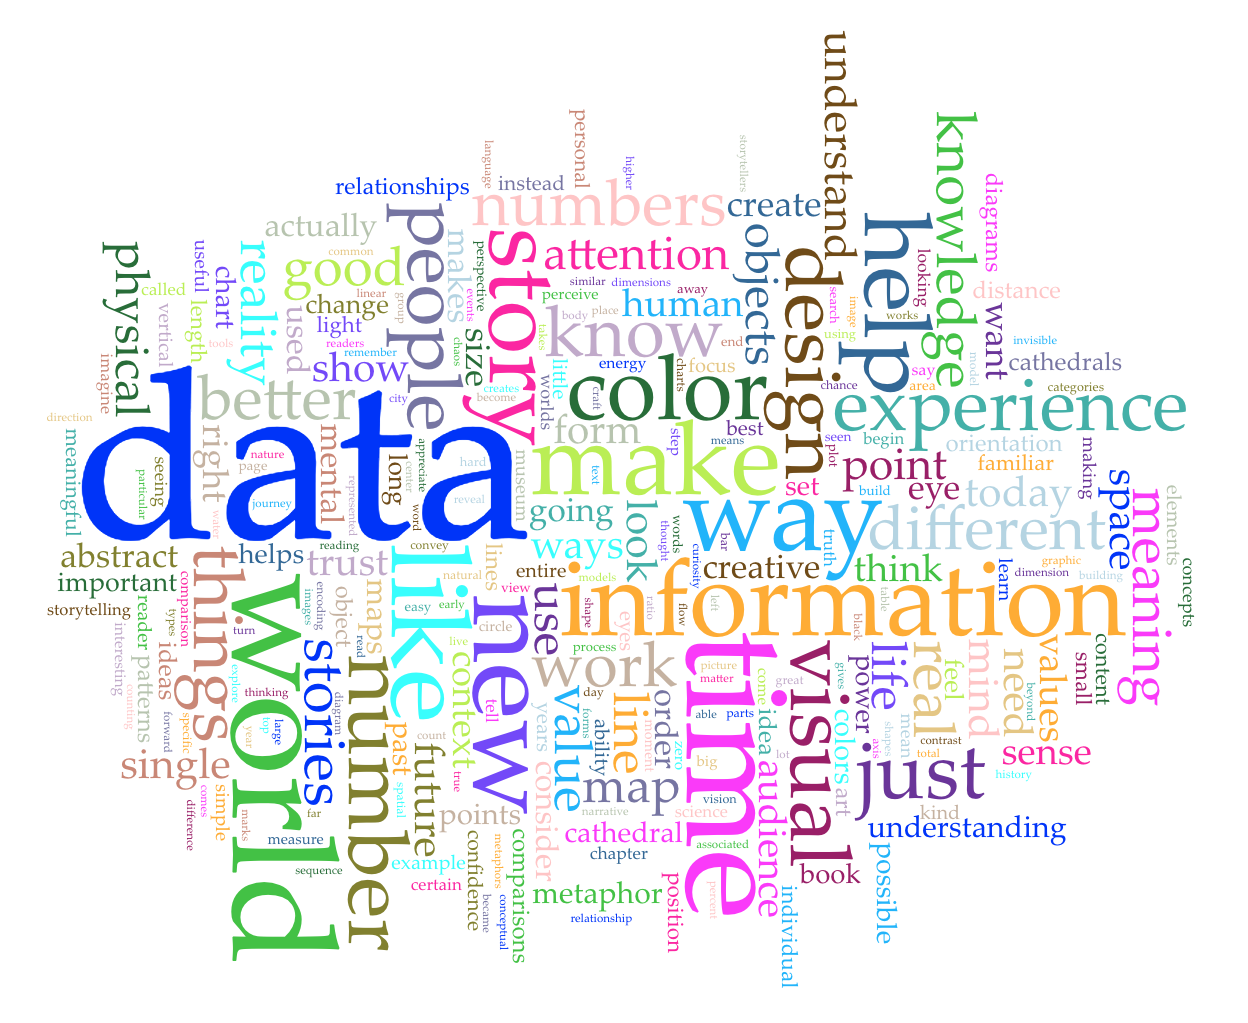 understand
personal
knowledge
storytellers
language
higher
relationships
instead
numbers
create
diagrams
actually
people
story
attention
objects
design
help
physical
useful
reality
common
makes
perspective
looking
good
called
chart
linear
group
events
similar
dimensions
away
search
image
distance
want
vertical
length
change
perceive
human
body
place
works
used
light
size
chaos
takes
know
end
using
invisible
tools
readers
remember
imagine
show
little
energy
charts
focus
say
model
cathedrals
area
better
city
creates
become
worlds
craft
color
chance
experience
categories
direction
data
right
mental
form
step
best
means
seen
begin
orientation
meaningful
seeing
particular
nature
page
long
center
appreciate
hard
museum
make
text
plot
point
familiar
making
represented
reveal
set
eye
today
space
meaning
elements
journey
water
word
going
look
build
way
different
abstract
things
helps
trust
reading
convey
like
lines
ways
thought
words
bar
truth
entire
curiosity
creative
think
learn
graphic
dimension
building
concepts
important
comparison
world
encoding
images
object
maps
natural
models
view
information
table
storytelling
reader
types
turn
easy
early
new
use
shape
ratio
flow
left
interesting
patterns
ideas
stories
read
number
live
circle
eyes
process
time
black
visual
life
real
mind
need
values
content
context
work
picture
matter
come
great
gives
power
feel
beyond
small
counting
explore
thinking
diagram
tell
value
day
line
order
idea
colors
mean
contrast
forward
specific
year
top
large
past
count
years
forms
ability
moment
able
parts
shapes
axis
total
sense
single
future
zero
big
lot
just
history
comes
simple
spatial
true
consider
map
audience
art
difference
marks
far
points
narrative
science
vision
kind
measure
cathedral
associated
understanding
sequence
example
confidence
metaphors
comparisons
chapter
certain
metaphor
position
percent
book
possible
became
conceptual
relationship
individual